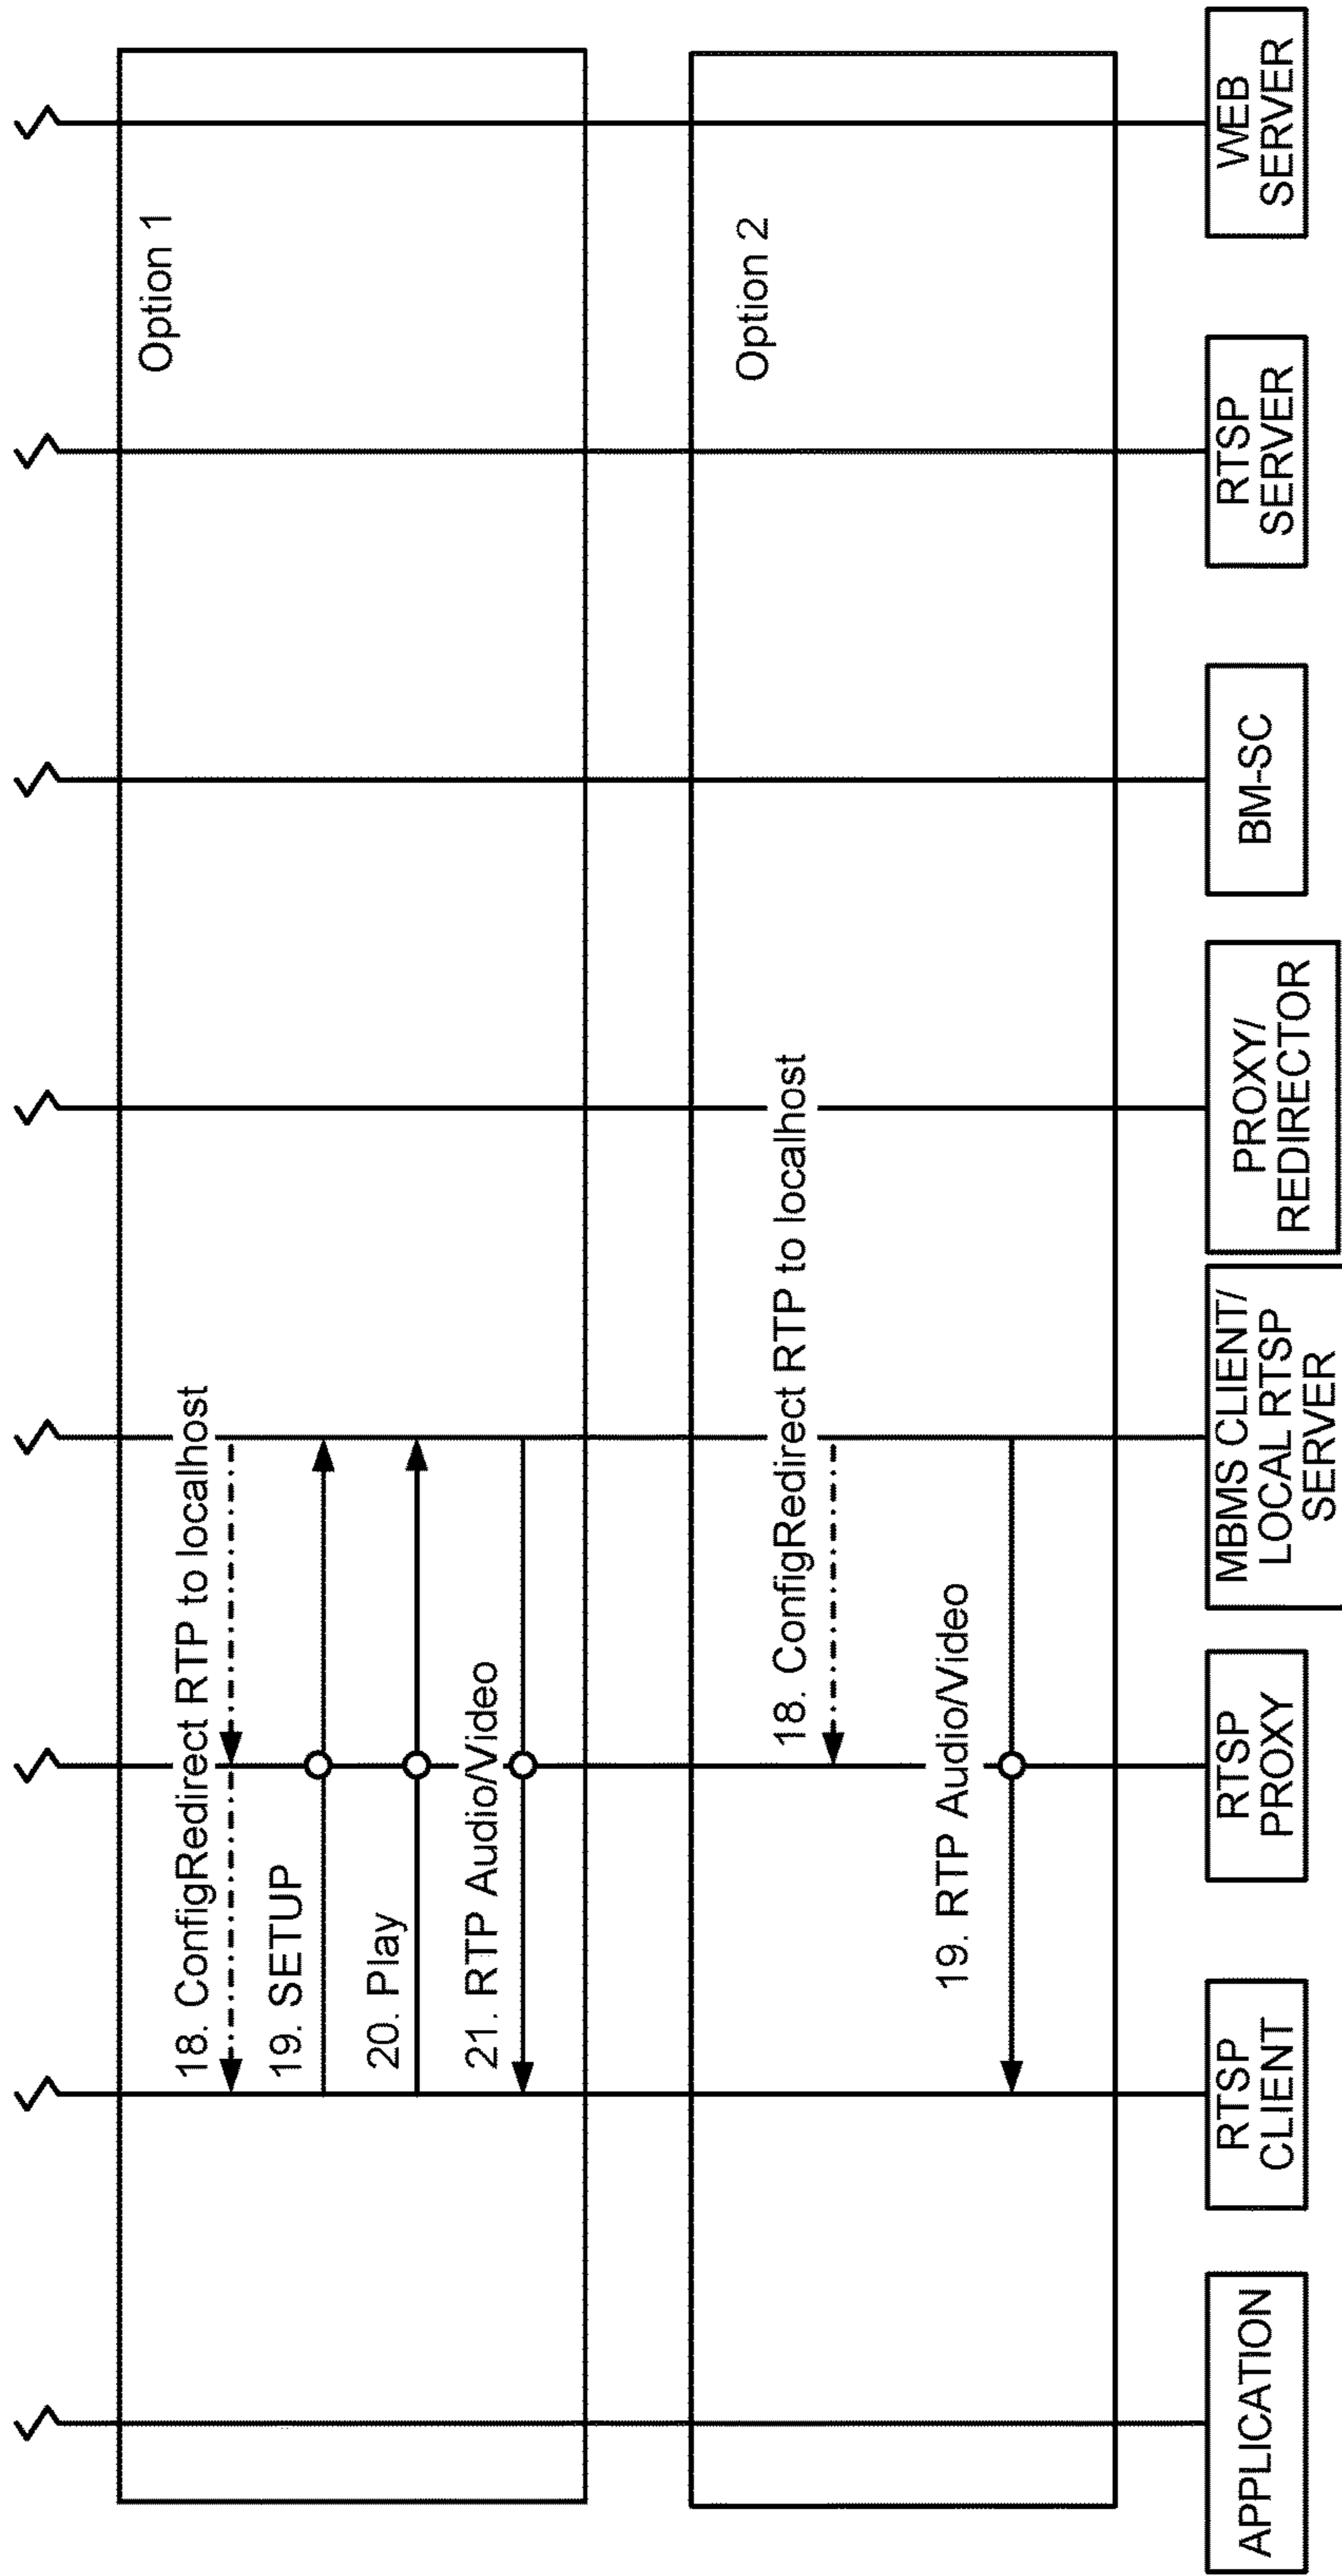 Option 1
18. ConfigRedirect RTP to localhost
19. SETUP
20. Play
21. RTP Audio/Video
Option 2
18. ConfigRedirect RTP to localhost
19. RTP Audio/Video
APPLICATION
RTSP
CLIENT
RTSP
PROXY
MBMS CLIENT/
LOCAL RTSP
SERVER
PROXY/
REDIRECTOR
BM-SC
RTSP
SERVER
WEB
SERVER